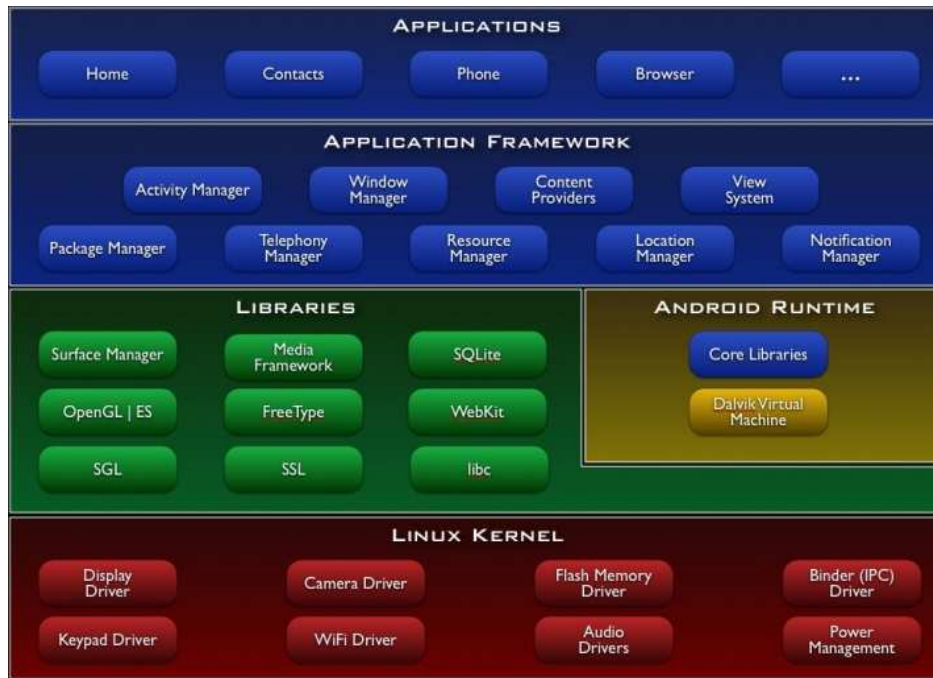 APPLICATIONS
Home
Contacts
Phone
Browser
...
APPLICATION FRAMEWORK
Activity Manager
Window
Manager
Content
Providers
View
System
Package Manager
Telephony
Manager
Resource
Manager
Location
Manager
Notification
Manager
LIBRARIES
Surface Manager
Media
Framework
SQLite
OpenGL | ES
FreeType
WebKit
SGL
SSL
libc
ANDROID RUNTIME
Core Libraries
Dalvik Virtual
Machine
LINUX KERNEL
Display
Driver
Camera Driver
Flash Memory
Driver
Binder (IPC)
Driver
Keypad Driver
WiFi Driver
Audio
Drivers
Power
Management